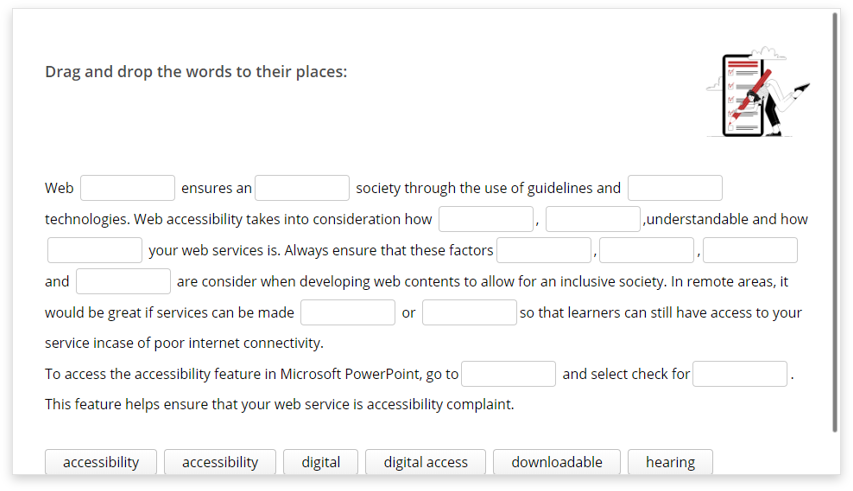 Drag and drop the words to their places:
Web ensures an society through the use of guidelines and
technologies. Web accessibility takes into consideration how , ,understandable and how
your web services is. Always ensure that these factors , ,
and are consider when developing web contents to allow for an inclusive society. In remote areas, it
would be great if services can be made or so that learners can still have access to your
service incase of poor internet connectivity.
To access the accessibility feature in Microsoft PowerPoint, go to and select check for .
This feature helps ensure that your web service is accessibility complaint.
accessibility accessibility digital digital access downloadable hearing